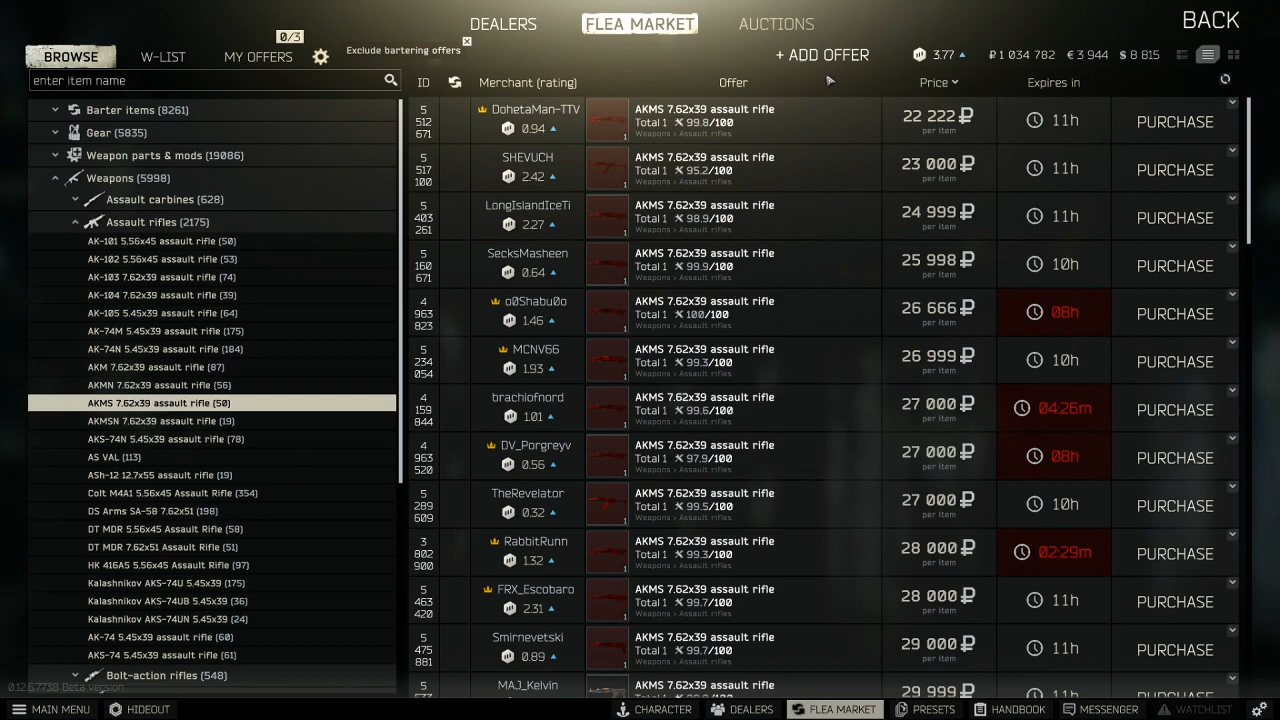 DEALERS FLEA MARKET AUCTIONS BACK
0/3
BROWSE W-LIST MY OFFERS Exclude bartering offers + ADD OFFER 3.77 ₽ 1 034 782 € 3 944 $ 8 815
enter item name
ID Merchant (rating) Offer Price Expires in
Barter items (8261)
Gear (5835)
Weapon parts & mods (19086)
Weapons (5998)
Assault carbines (628)
Assault rifles (2175)
AK-101 5.56x45 assault rifle (50)
AK-102 5.56x45 assault rifle (53)
AK-103 7.62x39 assault rifle (74)
AK-104 7.62x39 assault rifle (39)
AK-105 5.45x39 assault rifle (64)
AK-74M 5.45x39 assault rifle (175)
AK-74N 5.45x39 assault rifle (184)
AKM 7.62x39 assault rifle (87)
AKMN 7.62x39 assault rifle (56)
AKMS 7.62x39 assault rifle (50)
AKMSN 7.62x39 assault rifle (19)
AKS-74N 5.45x39 assault rifle (78)
AS VAL (113)
ASh-12 12.7x55 assault rifle (19)
Colt M4A1 5.56x45 Assault Rifle (354)
DS Arms SA-58 7.62x51 (198)
DT MDR 5.56x45 Assault Rifle (58)
DT MDR 7.62x51 Assault Rifle (51)
HK 416A5 5.56x45 Assault Rifle (97)
Kalashnikov AKS-74U 5.45x39 (175)
Kalashnikov AKS-74UB 5.45x39 (36)
Kalashnikov AKS-74UN 5.45x39 (24)
AK-74 5.45x39 assault rifle (60)
AKS-74 5.45x39 assault rifle (61)
Bolt-action rifles (548)
0.12.6.7738 Beta version
5 512 671 DohetaMan-TTV 0.94 1 AKMS 7.62x39 assault rifle
Total 1 99.8/100
Weapons > Assault rifles
22 222 ₽ per item 11h PURCHASE
5 517 100 SHEVUCH 2.42 1 AKMS 7.62x39 assault rifle
Total 1 95.2/100
Weapons > Assault rifles
23 000 ₽ per item 11h PURCHASE
5 403 261 LongIslandIceTi 2.27 1 AKMS 7.62x39 assault rifle
Total 1 98.9/100
Weapons > Assault rifles
24 999 ₽ per item 11h PURCHASE
5 160 671 SecksMasheen 0.64 1 AKMS 7.62x39 assault rifle
Total 1 99.9/100
Weapons > Assault rifles
25 998 ₽ per item 10h PURCHASE
4 963 823 o0Shabu0o 1.46 1 AKMS 7.62x39 assault rifle
Total 1 100/100
Weapons > Assault rifles
26 666 ₽ per item 08h PURCHASE
5 234 054 MCNV66 1.93 1 AKMS 7.62x39 assault rifle
Total 1 99.3/100
Weapons > Assault rifles
26 999 ₽ per item 10h PURCHASE
4 159 844 brachiofnord 1.01 1 AKMS 7.62x39 assault rifle
Total 1 99.6/100
Weapons > Assault rifles
27 000 ₽ per item 04:26m PURCHASE
4 963 520 DV_Porgreyv 0.56 1 AKMS 7.62x39 assault rifle
Total 1 97.9/100
Weapons > Assault rifles
27 000 ₽ per item 08h PURCHASE
5 289 609 TheRevelator 0.32 1 AKMS 7.62x39 assault rifle
Total 1 99.5/100
Weapons > Assault rifles
27 000 ₽ per item 10h PURCHASE
3 802 900 RabbitRunn 1.32 1 AKMS 7.62x39 assault rifle
Total 1 99.3/100
Weapons > Assault rifles
28 000 ₽ per item 02:29m PURCHASE
5 463 420 FRX_Escobaro 2.31 1 AKMS 7.62x39 assault rifle
Total 1 99.7/100
Weapons > Assault rifles
28 000 ₽ per item 11h PURCHASE
5 475 881 Smirnevetski 0.89 1 AKMS 7.62x39 assault rifle
Total 1 99.7/100
Weapons > Assault rifles
29 000 ₽ per item 11h PURCHASE
5 MAJ_Kelvin AKMS 7.62x39 assault rifle
29 999 ₽ 11h PURCHASE
MAIN MENU HIDEOUT CHARACTER DEALERS FLEA MARKET PRESETS HANDBOOK MESSENGER WATCHLIST